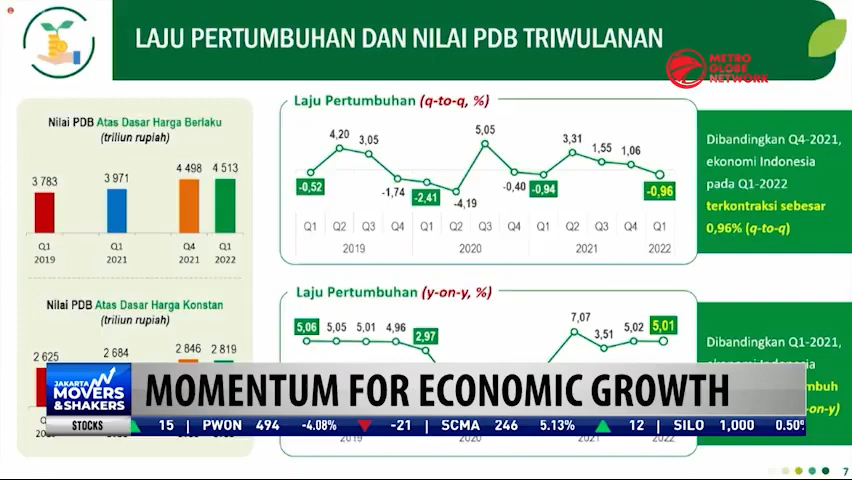 LAJU PERTUMBUHAN DAN NILAI PDB TRIWULANAN
METRO
GLOBE
NETWORK
Nilai PDB Atas Dasar Harga Berlaku
(triliun rupiah)
3 783
3 971
4 498
4 513
Q1
2019
Q1
2021
Q4
2021
Q1
2022
Nilai PDB Atas Dasar Harga Konstan
(triliun rupiah)
2 625
2 684
2 846
2 819
Laju Pertumbuhan (q-to-q, %)
-0,52
4,20
3,05
-1,74
-2,41
-4,19
5,05
-0,40
-0,94
3,31
1,55
1,06
-0,96
Q1 Q2 Q3 Q4 Q1 Q2 Q3 Q4 Q1 Q2 Q3 Q4 Q1
2019 2020 2021 2022
Dibandingkan Q4-2021,
ekonomi Indonesia
pada Q1-2022
terkontraksi sebesar
0,96% (q-to-q)
Laju Pertumbuhan (y-on-y, %)
5,06
5,05
5,01
4,96
2,97
7,07
3,51
5,02
5,01
2019 2020 2021 2022
Dibandingkan Q1-2021,
JAKARTA
MOVERS
& SHAKERS
MOMENTUM FOR ECONOMIC GROWTH
STOCKS
15 | PWON 494 -4.08% -21 | SCMA 246 5.13% 12 | SILO 1,000 0.50%
7